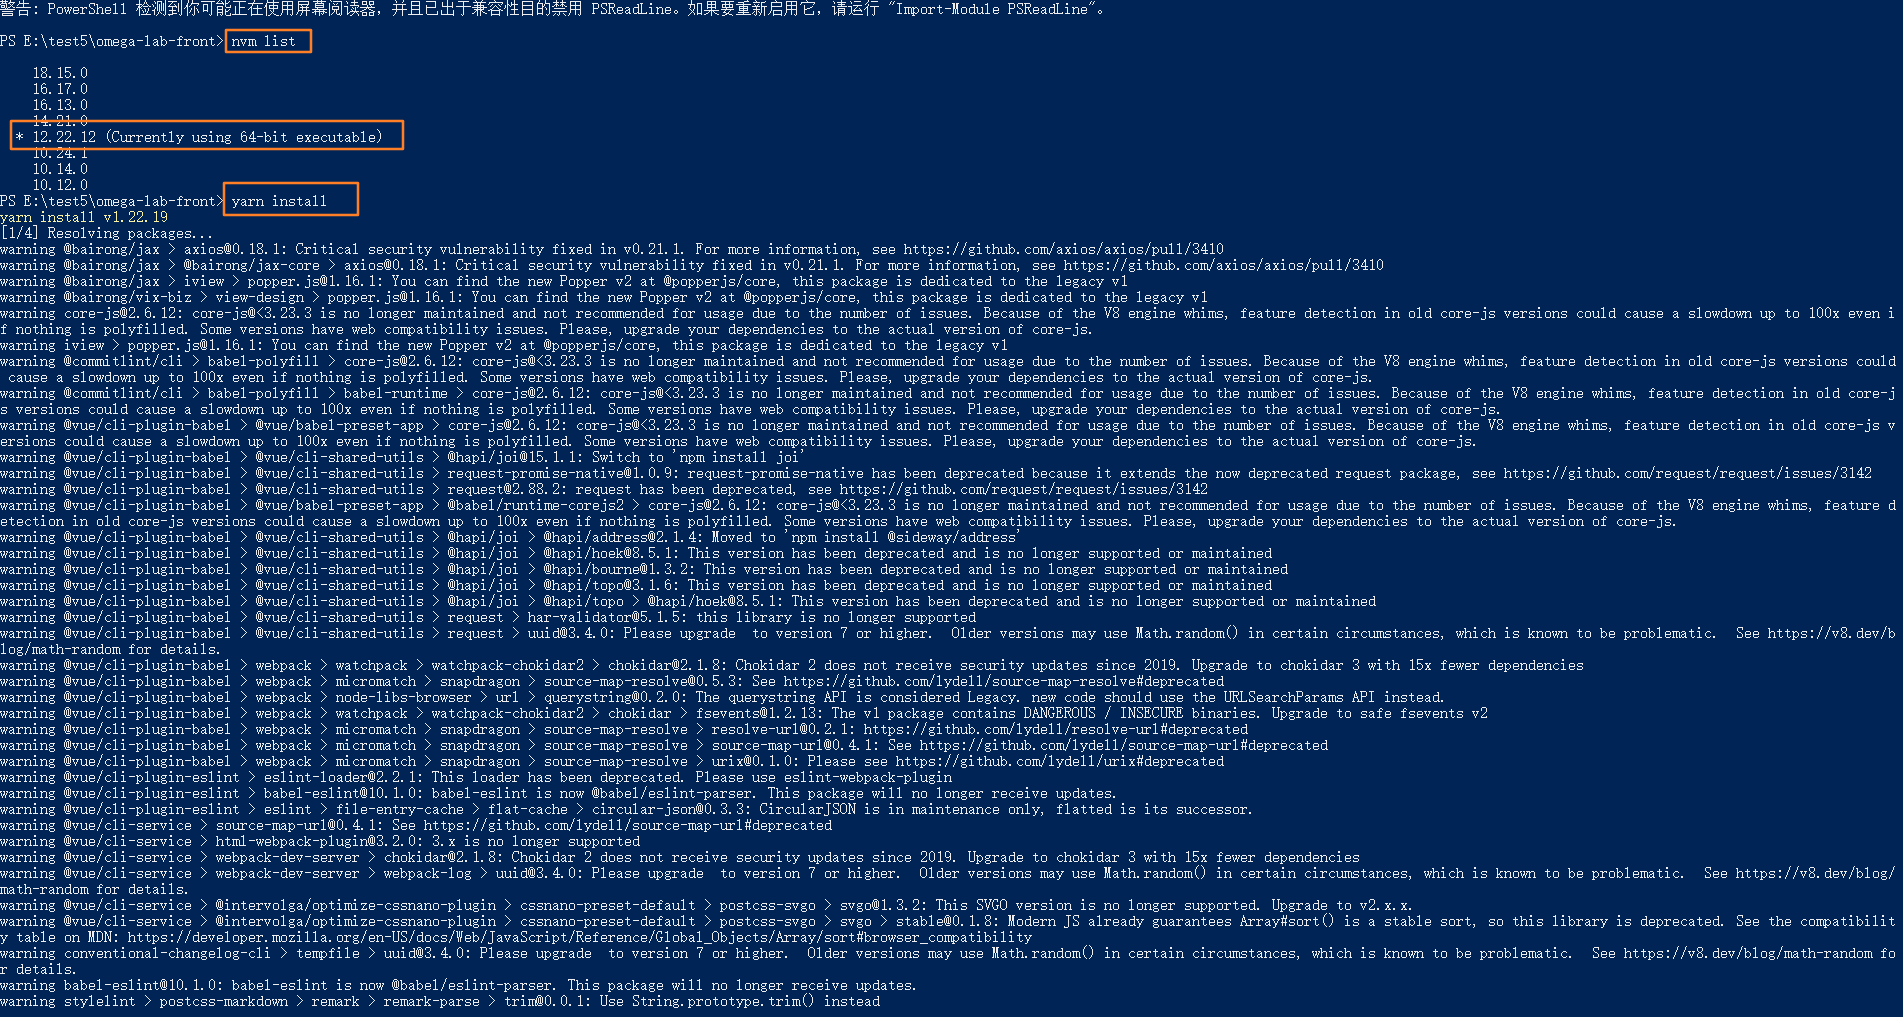 警告: PowerShell 检测到你可能正在使用屏幕阅读器，并且已出于兼容性目的禁用 PSReadLine。如果要重新启用它，请运行 "Import-Module PSReadLine"。
PS E:\test5\omega-lab-front> nvm list
18.15.0
16.17.0
16.13.0
14.21.0
* 12.22.12 (Currently using 64-bit executable)
10.24.1
10.14.0
10.12.0
PS E:\test5\omega-lab-front> yarn install
yarn install v1.22.19
[1/4] Resolving packages...
warning @bairong/jax > axios@0.18.1: Critical security vulnerability fixed in v0.21.1. For more information, see https://github.com/axios/axios/pull/3410
warning @bairong/jax > @bairong/jax-core > axios@0.18.1: Critical security vulnerability fixed in v0.21.1. For more information, see https://github.com/axios/axios/pull/3410
warning @bairong/jax > iview > popper.js@1.16.1: You can find the new Popper v2 at @popperjs/core, this package is dedicated to the legacy v1
warning @bairong/vix-biz > view-design > popper.js@1.16.1: You can find the new Popper v2 at @popperjs/core, this package is dedicated to the legacy v1
warning core-js@2.6.12: core-js@<3.23.3 is no longer maintained and not recommended for usage due to the number of issues. Because of the V8 engine whims, feature detection in old core-js versions could cause a slowdown up to 100x even i
f nothing is polyfilled. Some versions have web compatibility issues. Please, upgrade your dependencies to the actual version of core-js.
warning iview > popper.js@1.16.1: You can find the new Popper v2 at @popperjs/core, this package is dedicated to the legacy v1
warning @commitlint/cli > babel-polyfill > core-js@2.6.12: core-js@<3.23.3 is no longer maintained and not recommended for usage due to the number of issues. Because of the V8 engine whims, feature detection in old core-js versions could
cause a slowdown up to 100x even if nothing is polyfilled. Some versions have web compatibility issues. Please, upgrade your dependencies to the actual version of core-js.
warning @commitlint/cli > babel-polyfill > babel-runtime > core-js@2.6.12: core-js@<3.23.3 is no longer maintained and not recommended for usage due to the number of issues. Because of the V8 engine whims, feature detection in old core-j
s versions could cause a slowdown up to 100x even if nothing is polyfilled. Some versions have web compatibility issues. Please, upgrade your dependencies to the actual version of core-js.
warning @vue/cli-plugin-babel > @vue/babel-preset-app > core-js@2.6.12: core-js@<3.23.3 is no longer maintained and not recommended for usage due to the number of issues. Because of the V8 engine whims, feature detection in old core-js v
ersions could cause a slowdown up to 100x even if nothing is polyfilled. Some versions have web compatibility issues. Please, upgrade your dependencies to the actual version of core-js.
warning @vue/cli-plugin-babel > @vue/cli-shared-utils > @hapi/joi@15.1.1: Switch to 'npm install joi'
warning @vue/cli-plugin-babel > @vue/cli-shared-utils > request-promise-native@1.0.9: request-promise-native has been deprecated because it extends the now deprecated request package, see https://github.com/request/request/issues/3142
warning @vue/cli-plugin-babel > @vue/cli-shared-utils > request@2.88.2: request has been deprecated, see https://github.com/request/request/issues/3142
warning @vue/cli-plugin-babel > @vue/babel-preset-app > @babel/runtime-corejs2 > core-js@2.6.12: core-js@<3.23.3 is no longer maintained and not recommended for usage due to the number of issues. Because of the V8 engine whims, feature d
etection in old core-js versions could cause a slowdown up to 100x even if nothing is polyfilled. Some versions have web compatibility issues. Please, upgrade your dependencies to the actual version of core-js.
warning @vue/cli-plugin-babel > @vue/cli-shared-utils > @hapi/joi > @hapi/address@2.1.4: Moved to 'npm install @sideway/address'
warning @vue/cli-plugin-babel > @vue/cli-shared-utils > @hapi/joi > @hapi/hoek@8.5.1: This version has been deprecated and is no longer supported or maintained
warning @vue/cli-plugin-babel > @vue/cli-shared-utils > @hapi/joi > @hapi/bourne@1.3.2: This version has been deprecated and is no longer supported or maintained
warning @vue/cli-plugin-babel > @vue/cli-shared-utils > @hapi/joi > @hapi/topo@3.1.6: This version has been deprecated and is no longer supported or maintained
warning @vue/cli-plugin-babel > @vue/cli-shared-utils > @hapi/joi > @hapi/topo > @hapi/hoek@8.5.1: This version has been deprecated and is no longer supported or maintained
warning @vue/cli-plugin-babel > @vue/cli-shared-utils > request > har-validator@5.1.5: this library is no longer supported
warning @vue/cli-plugin-babel > @vue/cli-shared-utils > request > uuid@3.4.0: Please upgrade  to version 7 or higher.  Older versions may use Math.random() in certain circumstances, which is known to be problematic.  See https://v8.dev/b
log/math-random for details.
warning @vue/cli-plugin-babel > webpack > watchpack > watchpack-chokidar2 > chokidar@2.1.8: Chokidar 2 does not receive security updates since 2019. Upgrade to chokidar 3 with 15x fewer dependencies
warning @vue/cli-plugin-babel > webpack > micromatch > snapdragon > source-map-resolve@0.5.3: See https://github.com/lydell/source-map-resolve#deprecated
warning @vue/cli-plugin-babel > webpack > node-libs-browser > url > querystring@0.2.0: The querystring API is considered Legacy. new code should use the URLSearchParams API instead.
warning @vue/cli-plugin-babel > webpack > watchpack > watchpack-chokidar2 > chokidar > fsevents@1.2.13: The v1 package contains DANGEROUS / INSECURE binaries. Upgrade to safe fsevents v2
warning @vue/cli-plugin-babel > webpack > micromatch > snapdragon > source-map-resolve > resolve-url@0.2.1: https://github.com/lydell/resolve-url#deprecated
warning @vue/cli-plugin-babel > webpack > micromatch > snapdragon > source-map-resolve > source-map-url@0.4.1: See https://github.com/lydell/source-map-url#deprecated
warning @vue/cli-plugin-babel > webpack > micromatch > snapdragon > source-map-resolve > urix@0.1.0: Please see https://github.com/lydell/urix#deprecated
warning @vue/cli-plugin-eslint > eslint-loader@2.2.1: This loader has been deprecated. Please use eslint-webpack-plugin
warning @vue/cli-plugin-eslint > babel-eslint@10.1.0: babel-eslint is now @babel/eslint-parser. This package will no longer receive updates.
warning @vue/cli-plugin-eslint > eslint > file-entry-cache > flat-cache > circular-json@0.3.3: CircularJSON is in maintenance only, flatted is its successor.
warning @vue/cli-service > source-map-url@0.4.1: See https://github.com/lydell/source-map-url#deprecated
warning @vue/cli-service > html-webpack-plugin@3.2.0: 3.x is no longer supported
warning @vue/cli-service > webpack-dev-server > chokidar@2.1.8: Chokidar 2 does not receive security updates since 2019. Upgrade to chokidar 3 with 15x fewer dependencies
warning @vue/cli-service > webpack-dev-server > webpack-log > uuid@3.4.0: Please upgrade  to version 7 or higher.  Older versions may use Math.random() in certain circumstances, which is known to be problematic.  See https://v8.dev/blog/
math-random for details.
warning @vue/cli-service > @intervolga/optimize-cssnano-plugin > cssnano-preset-default > postcss-svgo > svgo@1.3.2: This SVGO version is no longer supported. Upgrade to v2.x.x.
warning @vue/cli-service > @intervolga/optimize-cssnano-plugin > cssnano-preset-default > postcss-svgo > svgo > stable@0.1.8: Modern JS already guarantees Array#sort() is a stable sort, so this library is deprecated. See the compatibilit
y table on MDN: https://developer.mozilla.org/en-US/docs/Web/JavaScript/Reference/Global_Objects/Array/sort#browser_compatibility
warning conventional-changelog-cli > tempfile > uuid@3.4.0: Please upgrade  to version 7 or higher.  Older versions may use Math.random() in certain circumstances, which is known to be problematic.  See https://v8.dev/blog/math-random fo
r details.
warning babel-eslint@10.1.0: babel-eslint is now @babel/eslint-parser. This package will no longer receive updates.
warning stylelint > postcss-markdown > remark > remark-parse > trim@0.0.1: Use String.prototype.trim() instead